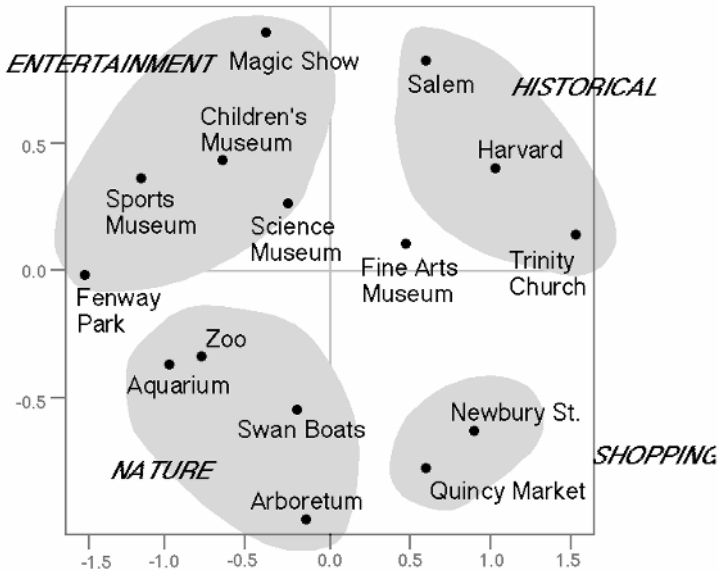 ENTERTAINMENT
Magic Show
Salem
HISTORICAL
Children's
Museum
0.5
Harvard
Sports
Museum
Science
Museum
Fine Arts
Museum
Trinity
Church
0.0
Fenway
Park
Zoo
Aquarium
-0.5
Swan Boats
Newbury St.
SHOPPING
NATURE
Quincy Market
Arboretum
-1.5
-1.0
-0.5
0.0
0.5
1.0
1.5